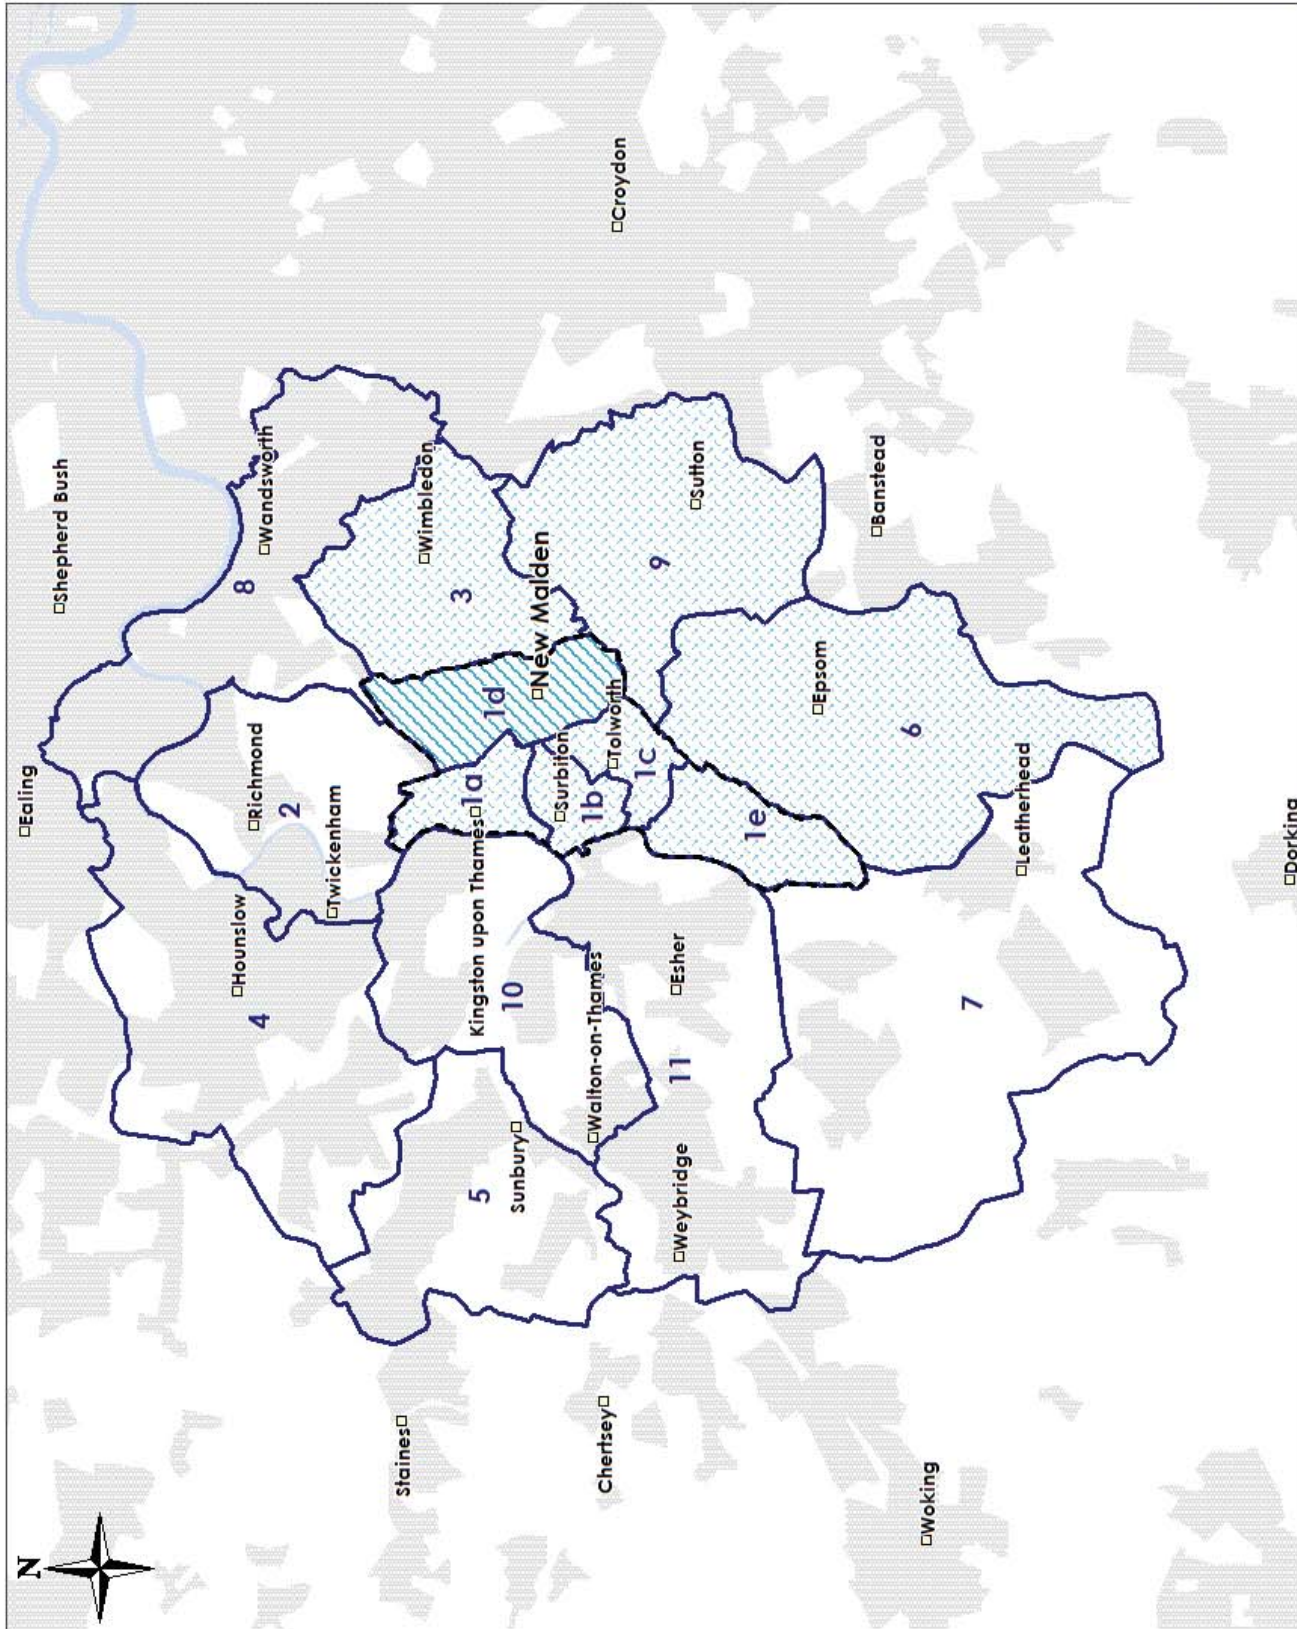 N
Ealing
Shepherd Bush
Hounslow
4
Richmond
2
8
Wandsworth
Twickenham
Staines
Wimbledon
3
5
Sunbury
Kingston upon Thames
10
1a
1d
New Malden
Surbiton
1b
Tolworth
1c
Chertsey
Walton-on-Thames
Croydon
9
Sutton
Weybridge
11
Esher
1e
Epsom
Banstead
6
Woking
7
Leatherhead
Dorking